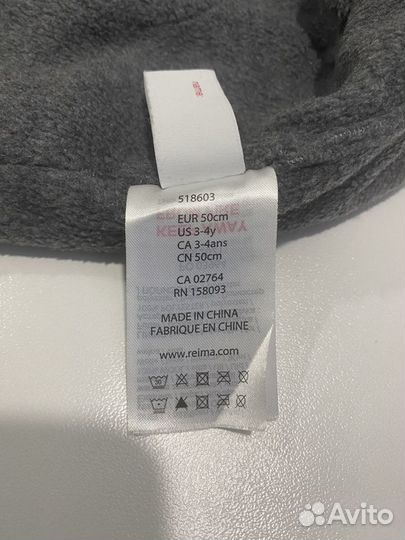 518603
EUR 50cm
US 3-4y
CA 3-4ans
CN 50cm
CA 02764
RN 158093
MADE IN CHINA
FABRIQUE EN CHINE
www.reima.com
30
Avito